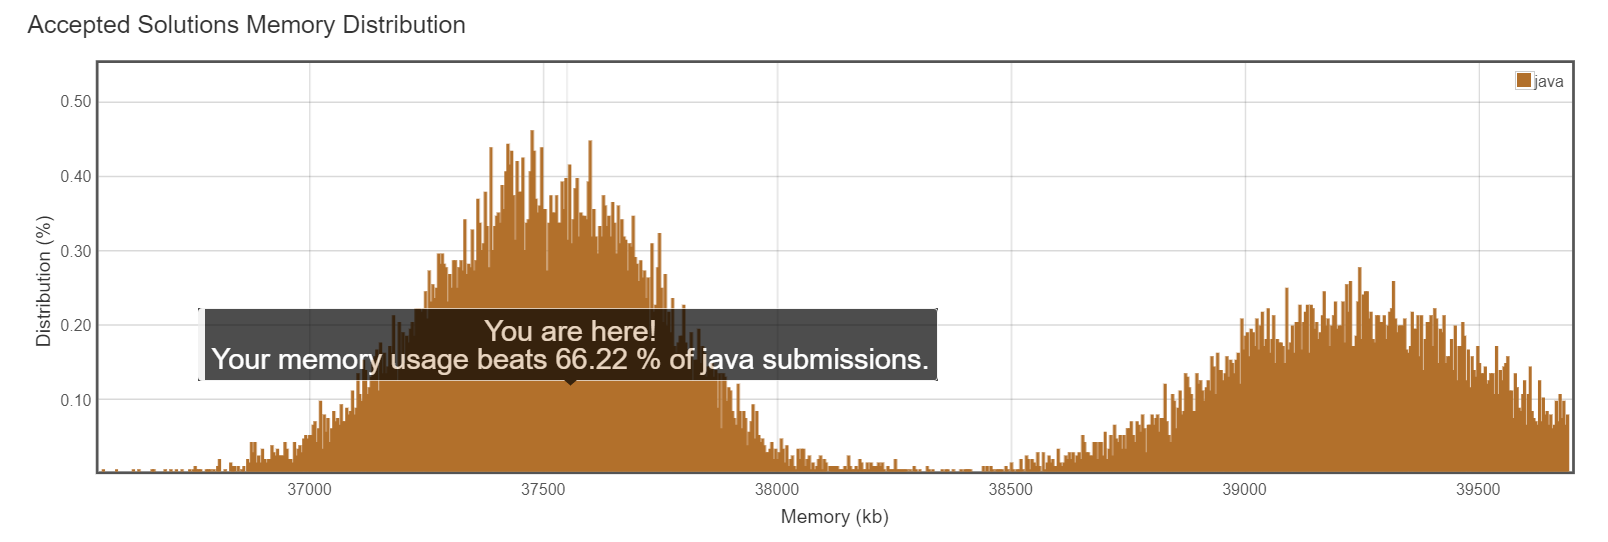 Accepted Solutions Memory Distribution
java
0.50
0.40
0.30
0.20
0.10
Distribution (%)
You are here!
Your memory usage beats 66.22 % of java submissions.
37000 37500 38000 38500 39000 39500
Memory (kb)